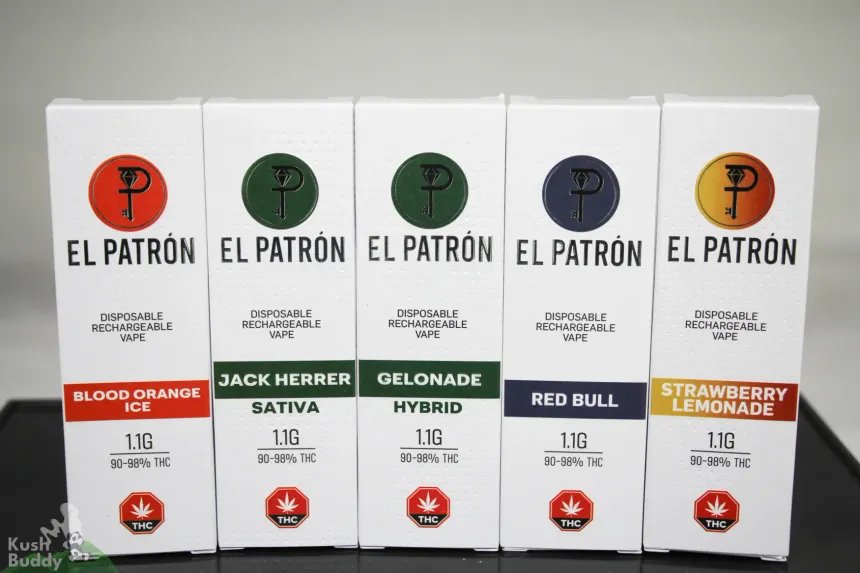 EL PATRÓN
DISPOSABLE
RECHARGEABLE
VAPE
BLOOD ORANGE
ICE
1.1G
90-98% THC
THC
EL PATRÓN
DISPOSABLE
RECHARGEABLE
VAPE
JACK HERRER
SATIVA
1.1G
90-98% THC
THC
EL PATRÓN
DISPOSABLE
RECHARGEABLE
VAPE
GELONADE
HYBRID
1.1G
90-98% THC
THC
EL PATRÓN
DISPOSABLE
RECHARGEABLE
VAPE
RED BULL
1.1G
90-98% THC
THC
EL PATRÓN
DISPOSABLE
RECHARGEABLE
VAPE
STRAWBERRY
LEMONADE
1.1G
90-98% THC
THC
Kush
Buddy